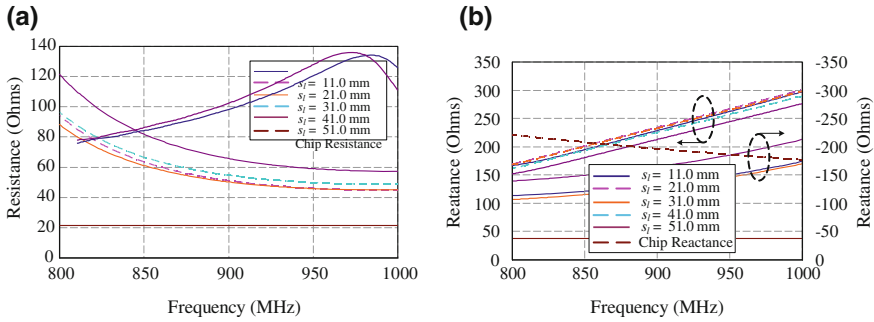 (a)
140
120
100
80
60
40
20
0
Resistance (Ohms)
800 850 900 950 1000
Frequency (MHz)
s_l = 11.0 mm
s_l = 21.0 mm
s_l = 31.0 mm
s_l = 41.0 mm
s_l = 51.0 mm
Chip Resistance
(b)
350
300
250
200
150
100
50
0
Reatance (Ohms)
800 850 900 950 1000
Frequency (MHz)
s_l = 11.0 mm
s_l = 21.0 mm
s_l = 31.0 mm
s_l = 41.0 mm
s_l = 51.0 mm
Chip Reactance
-350
-300
-250
-200
-150
-100
-50
0
Reatance (Ohms)